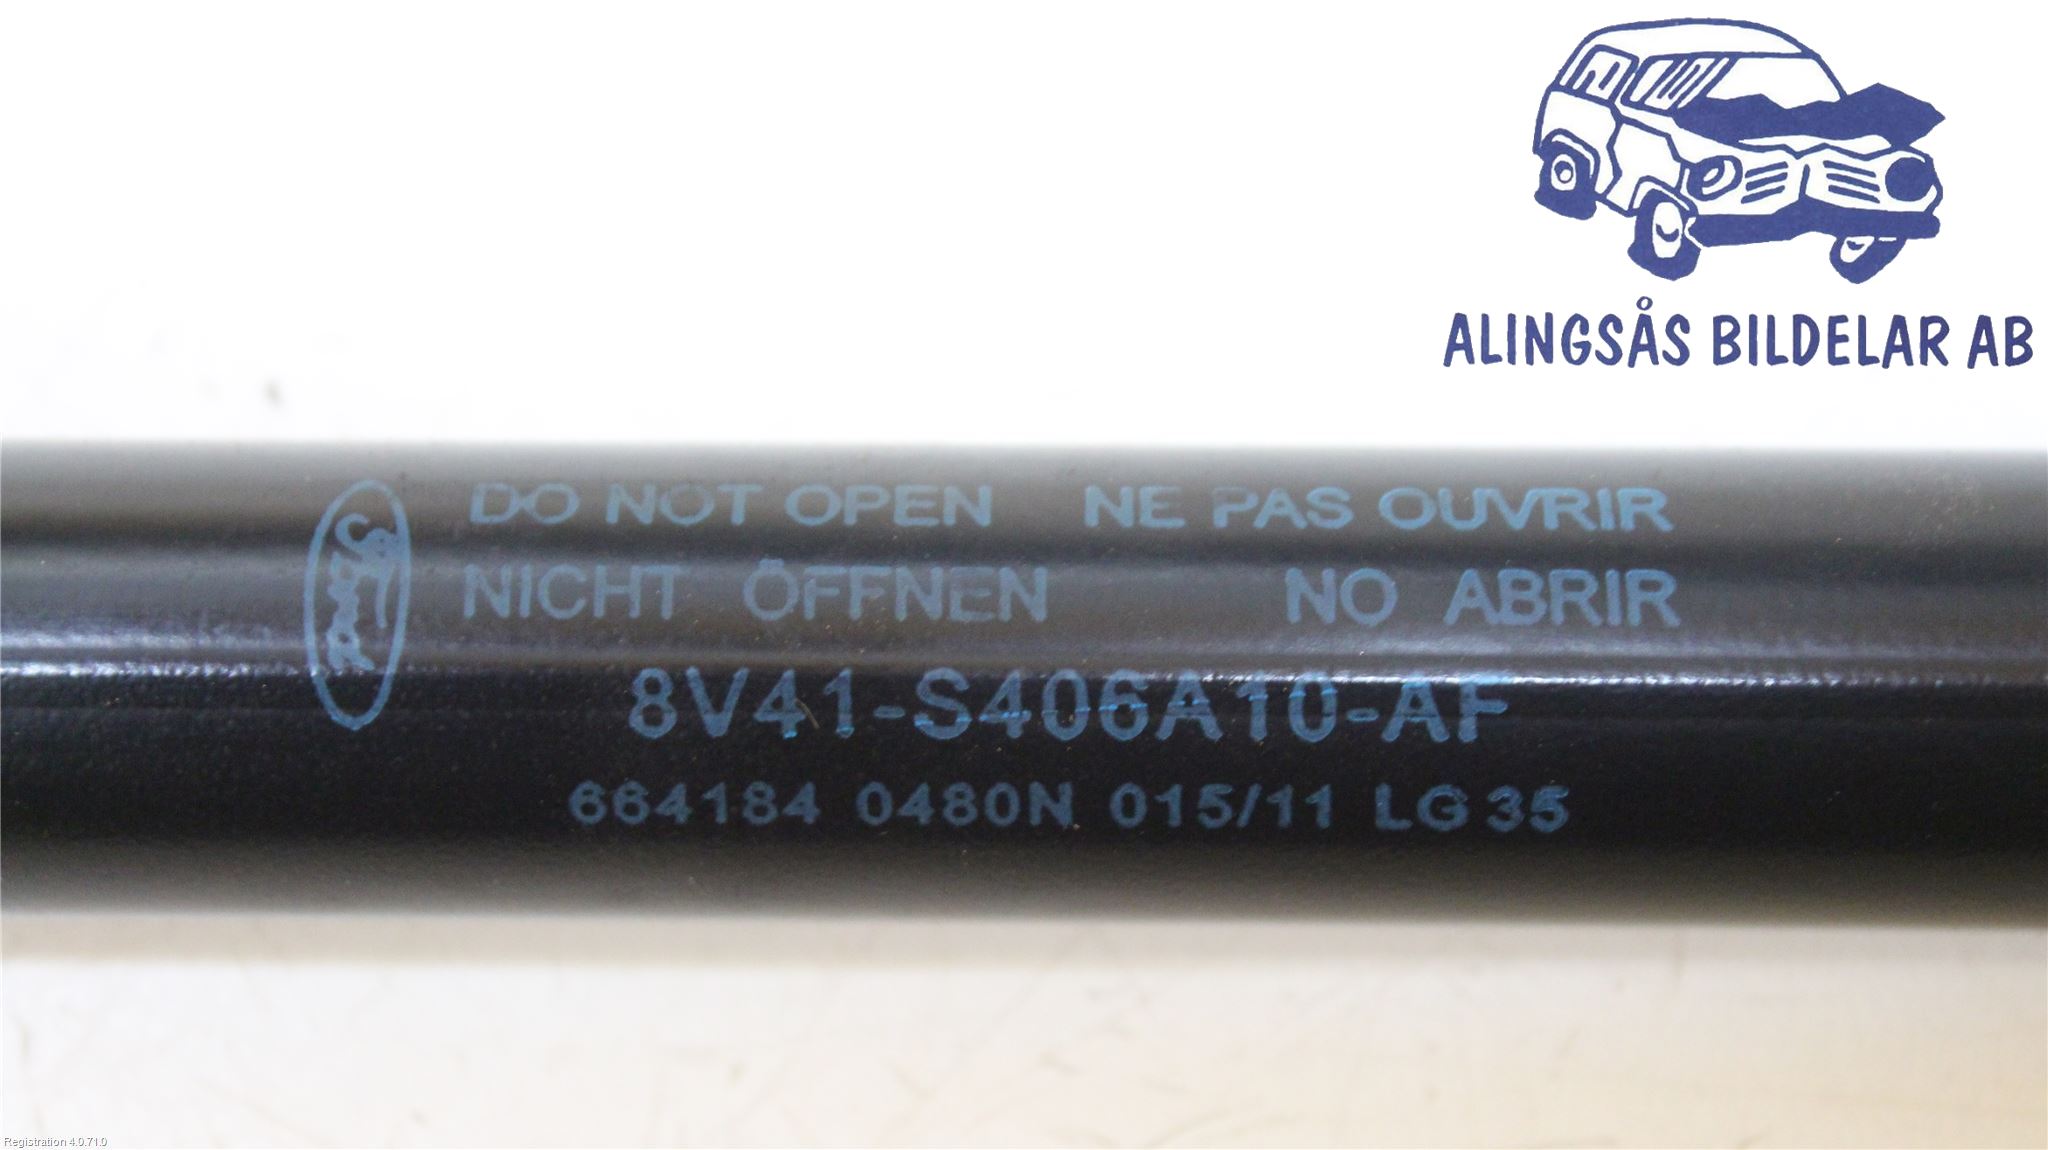 ALINGSÅS BILDELAR AB
Ford
DO NOT OPEN NE PAS OUVRIR
NICHT ÖFFNEN NO ABRIR
8V41-S406A10-AF
664184 0480N 015/11 LG 35
Registration 4.0.71.0